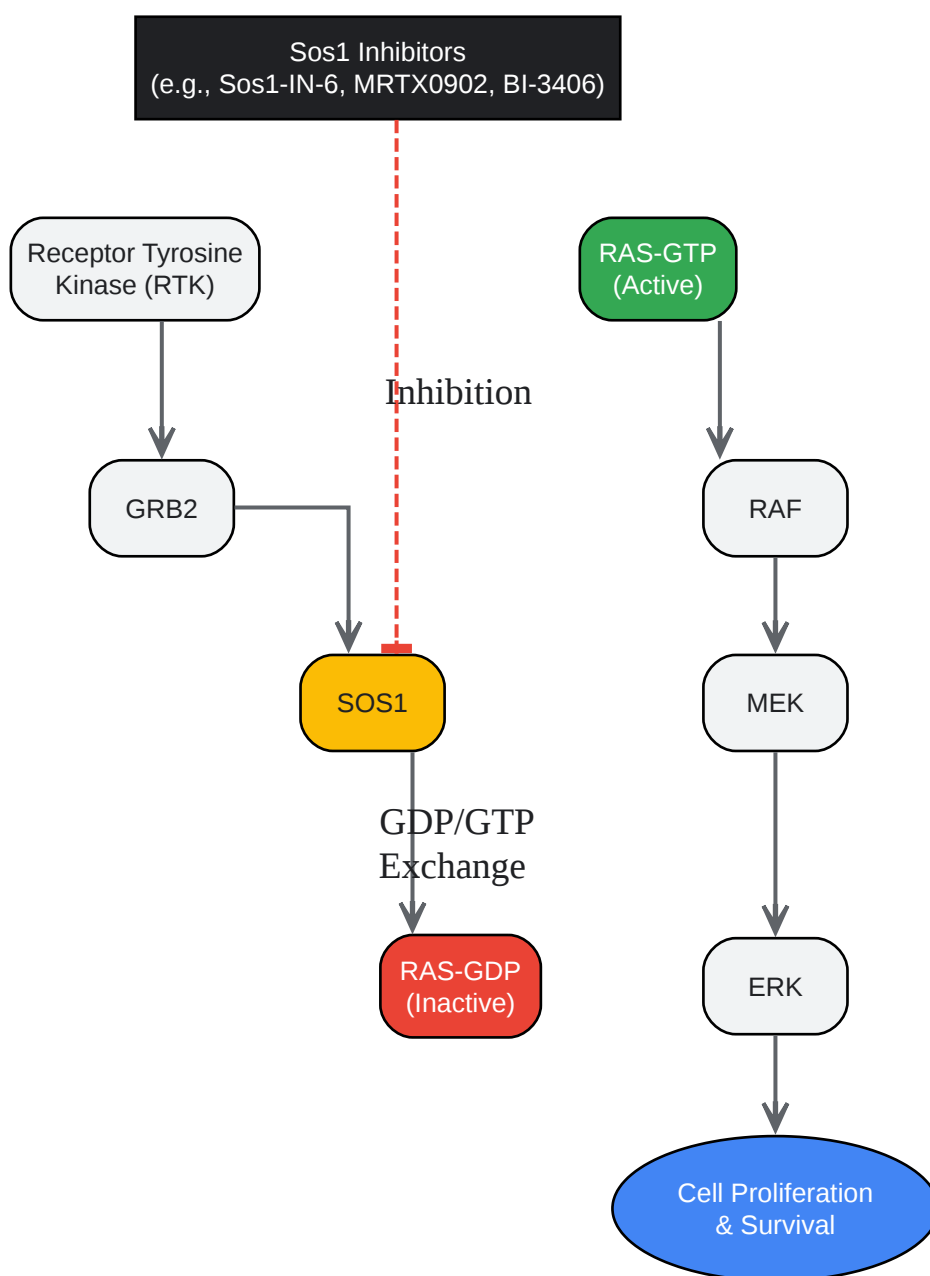 Sos1 Inhibitors
(e.g., Sos1-IN-6, MRTX0902, BI-3406)
Receptor Tyrosine
Kinase (RTK)
RAS-GTP
(Active)
Inhibition
GRB2
RAF
SOS1
MEK
GDP/GTP
Exchange
RAS-GDP
(Inactive)
ERK
Cell Proliferation
& Survival